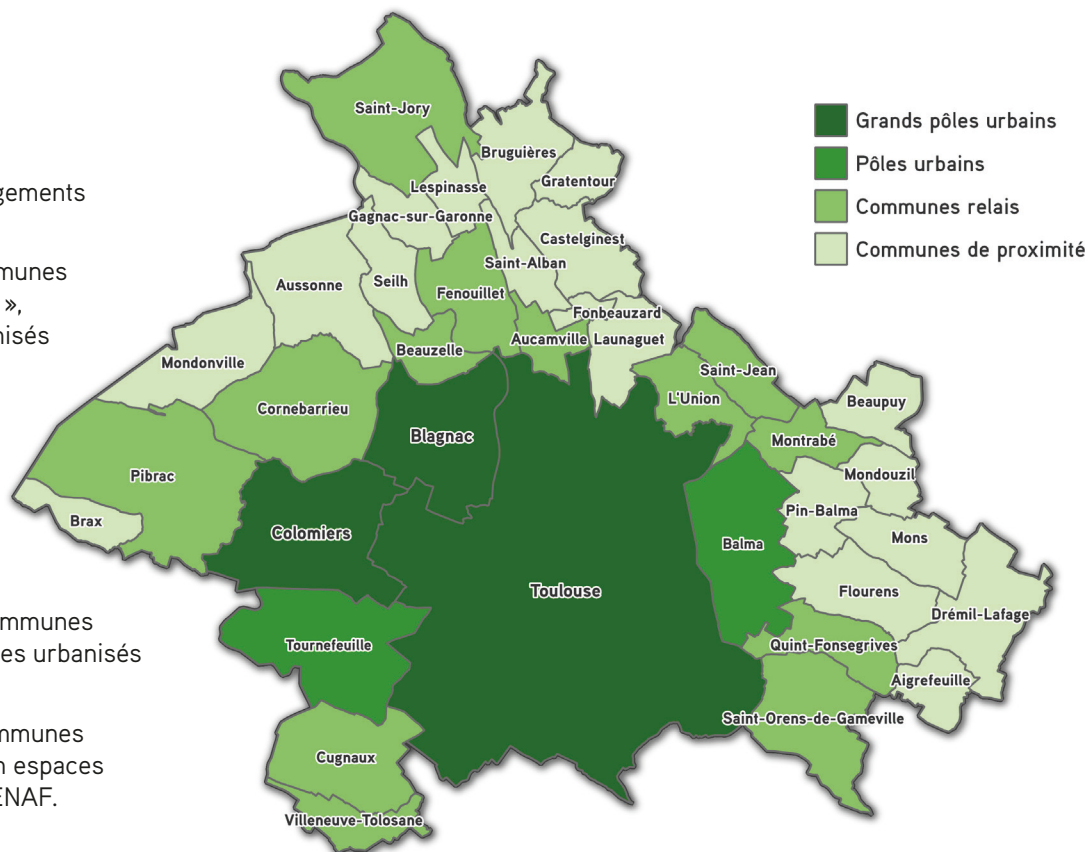 gements
mmunes
»,
nisés
ommunes
es urbanisés
mmunes
n espaces
ENAF.
Grands pôles urbains
Pôles urbains
Communes relais
Communes de proximité
Saint-Jory
Bruguières
Lespinasse
Gratentour
Gagnac-sur-Garonne
Castelginest
Saint-Alban
Aussonne
Seilh
Fenouillet
Fonbeauzard
Beauzelle
Aucamville
Launaguet
Mondonville
Saint-Jean
L'Union
Beaupuy
Cornebarrieu
Blagnac
Montrabé
Pibrac
Mondouzil
Pin-Balma
Brax
Colomiers
Balma
Mons
Toulouse
Flourens
Drémil-Lafage
Tournefeuille
Quint-Fonsegrives
Aigrefeuille
Saint-Orens-de-Gameville
Cugnaux
Villeneuve-Tolosane